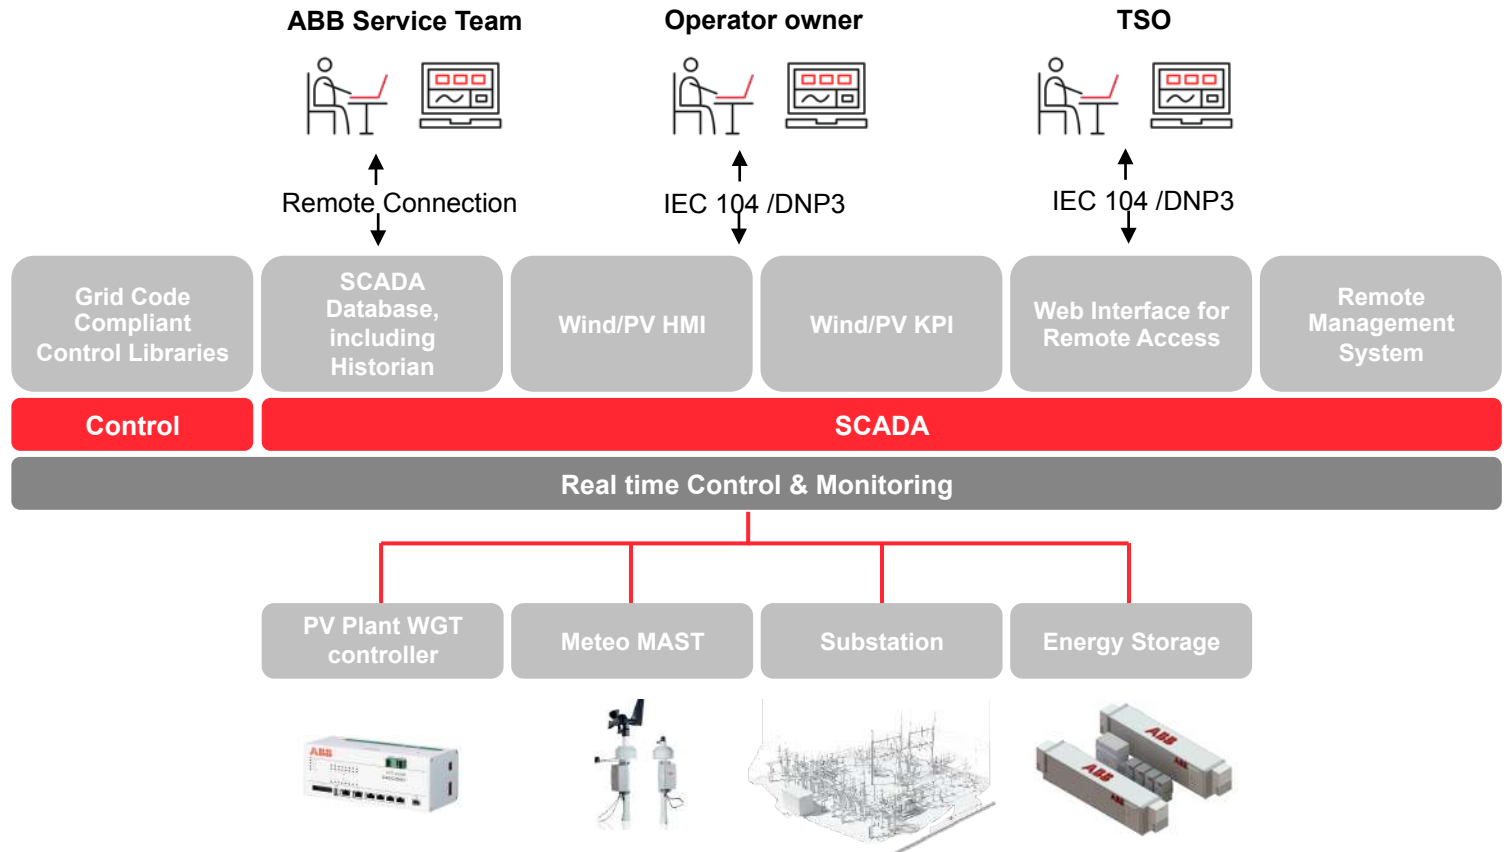 ABB Service Team
Operator owner
TSO
Remote Connection
IEC 104 /DNP3
IEC 104 /DNP3
Grid Code
Compliant
Control Libraries
SCADA
Database,
including
Historian
Wind/PV HMI
Wind/PV KPI
Web Interface for
Remote Access
Remote
Management
System
Control
SCADA
Real time Control & Monitoring
PV Plant WGT
controller
Meteo MAST
Substation
Energy Storage
ABB
ABB
ABB
ABB
ABB